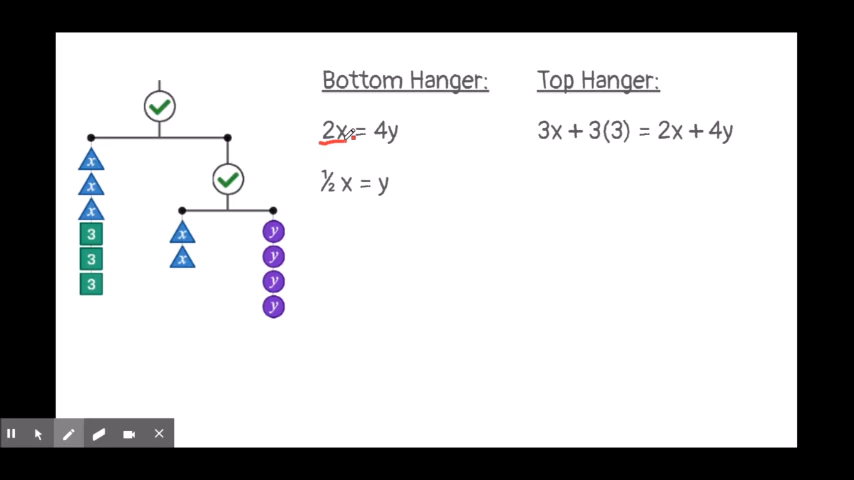 Bottom Hanger:
2x = 4y
½ x = y
Top Hanger:
3x + 3(3) = 2x + 4y
x
x
x
3
3
3
x
x
y
y
y
y